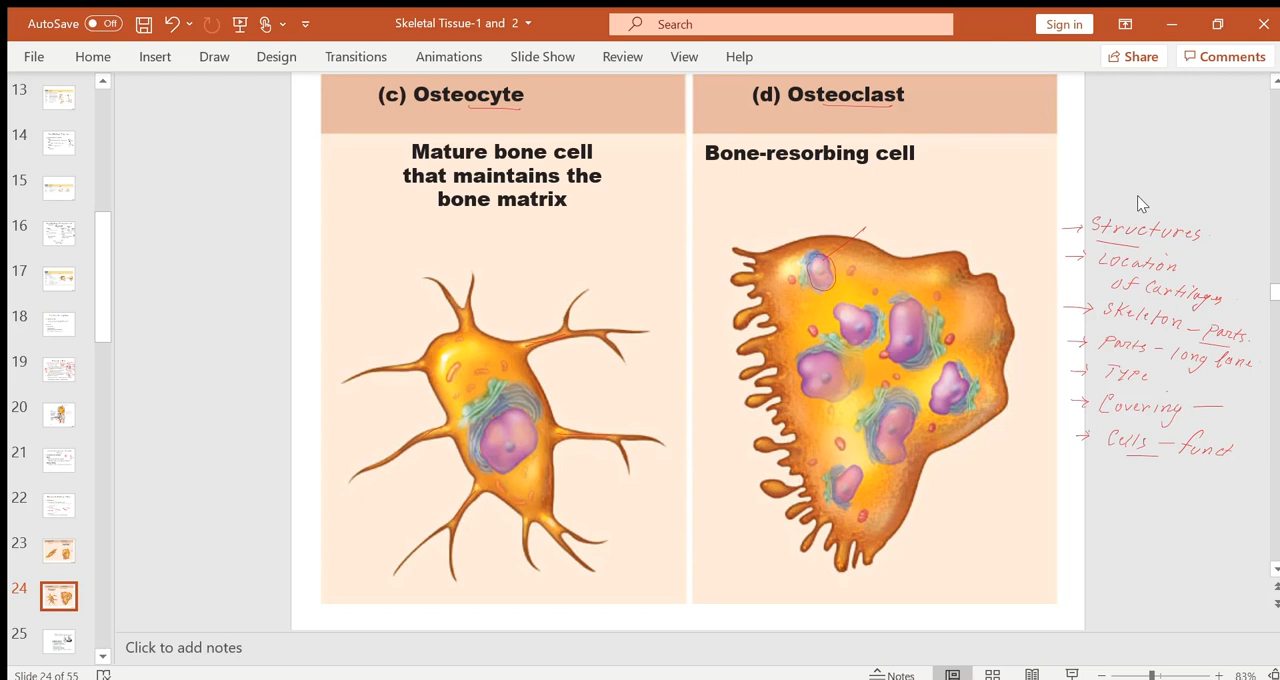 AutoSave Off Skeletal Tissue-1 and 2 Search Sign in
File Home Insert Draw Design Transitions Animations Slide Show Review View Help Share Comments
13
14
15
16
17
18
19
20
21
22
23
24
25
(c) Osteocyte
Mature bone cell
that maintains the
bone matrix
(d) Osteoclast
Bone-resorbing cell
→ Structures
→ Location
of Cartilages
→ Skeleton – parts.
→ Parts – long bone
→ Type
→ Covering —
→ Cells – funct
Click to add notes
Slide 24 of 55 Notes 83%